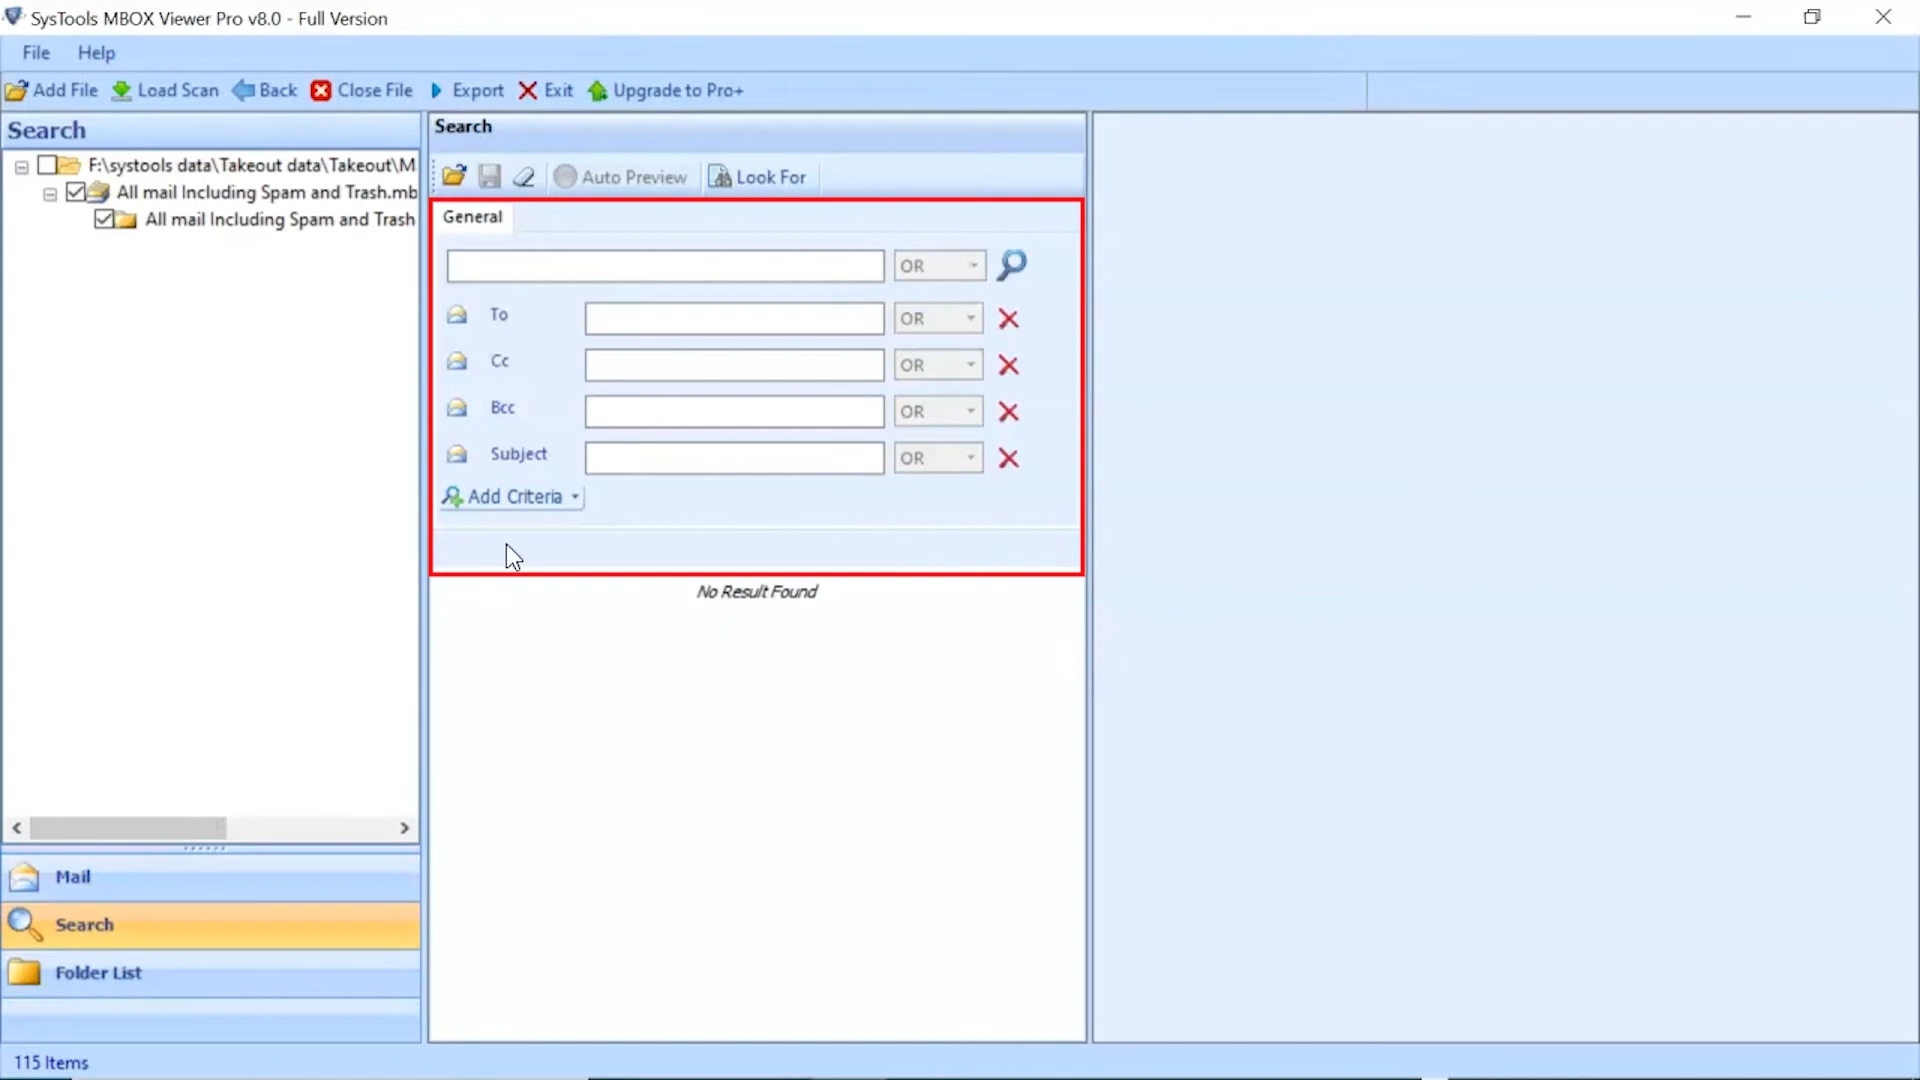 SysTools MBOX Viewer Pro v8.0 - Full Version
File Help
Add File Load Scan Back Close File Export Exit Upgrade to Pro+
Search
F:\systools data\Takeout data\Takeout\M
All mail Including Spam and Trash.mb
All mail Including Spam and Trash
Search
Auto Preview Look For
General
OR
To OR
Cc OR
Bcc OR
Subject OR
Add Criteria
No Result Found
Mail
Search
Folder List
115 Items